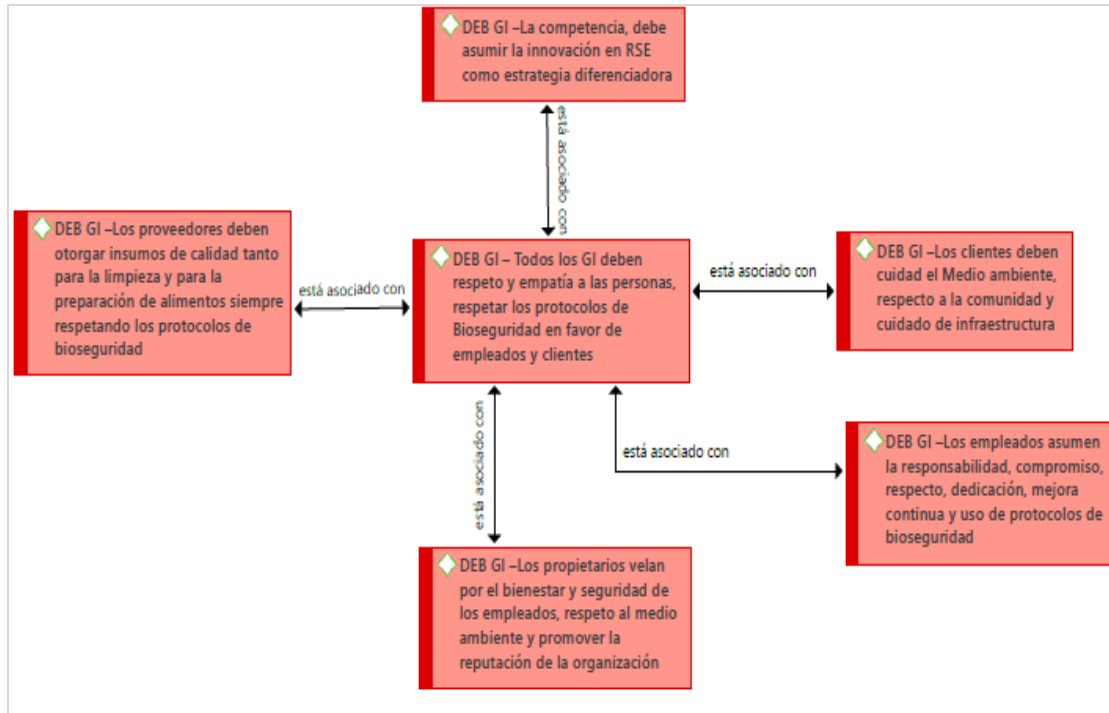 DEB GI –La competencia, debe
asumir la innovación en RSE
como estrategia diferenciadora
está asociado con
DEB GI –Los proveedores deben
otorgar insumos de calidad tanto
para la limpieza y para la
preparación de alimentos siempre
respetando los protocolos de
bioseguridad
está asociado con
DEB GI – Todos los GI deben
respeto y empatía a las personas,
respetar los protocolos de
Bioseguridad en favor de
empleados y clientes
está asociado con
DEB GI –Los clientes deben
cuidad el Medio ambiente,
respecto a la comunidad y
cuidado de infraestructura
está asociado con
está asociado con
DEB GI –Los empleados asumen
la responsabilidad, compromiso,
respecto, dedicación, mejora
continua y uso de protocolos de
bioseguridad
DEB GI –Los propietarios velan
por el bienestar y seguridad de
los empleados, respeto al medio
ambiente y promover la
reputación de la organización